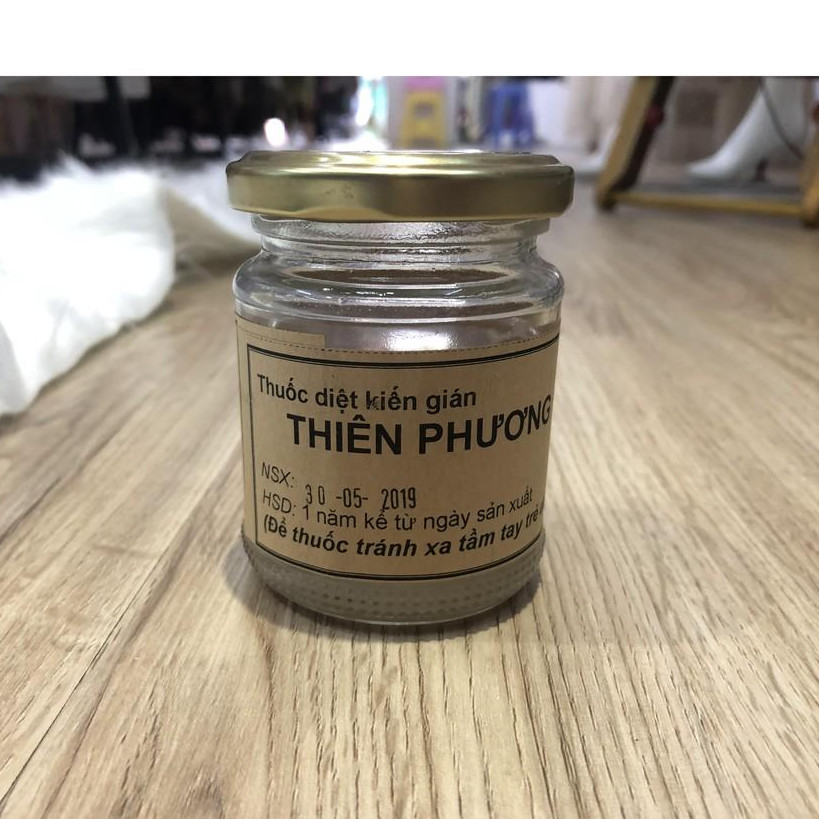 Thuốc diệt kiến gián
THIÊN PHƯƠNG
NSX: 30-05-2019
HSD: 1 năm kể từ ngày sản xuất
(Để thuốc tránh xa tầm tay trẻ